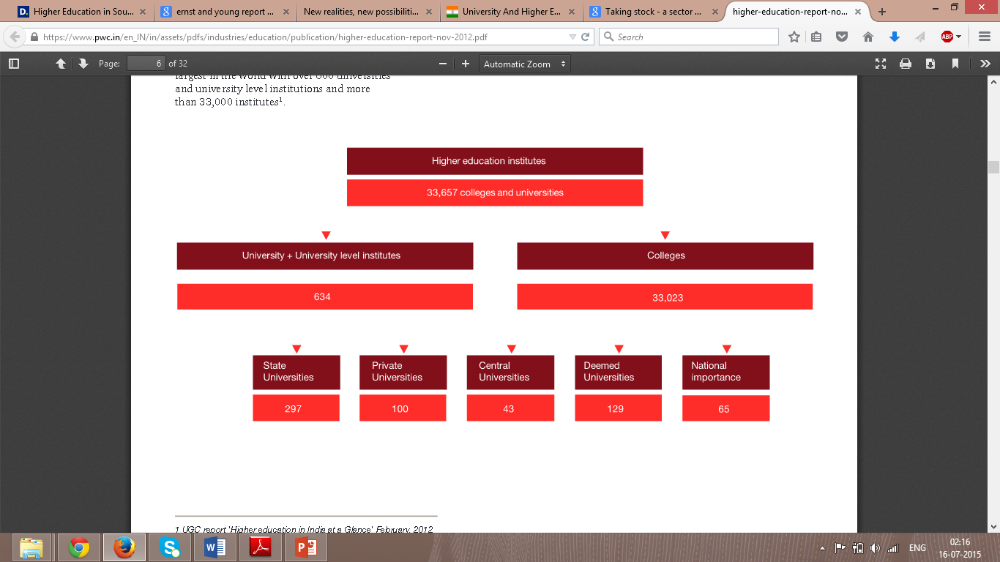 Higher Education in Sou...
ernst and young report ...
New realities, new possibiliti...
University And Higher E...
Taking stock - a sector ...
higher-education-report-no...
https://www.pwc.in/en_IN/in/assets/pdfs/industries/education/publication/higher-education-report-nov-2012.pdf
Search
ABP
Page: 6 of 32
Automatic Zoom
largest in the world with over 600 universities
and university level institutions and more
than 33,000 institutes¹.
Higher education institutes
33,657 colleges and universities
University + University level institutes
Colleges
634
33,023
State
Universities
Private
Universities
Central
Universities
Deemed
Universities
National
importance
297
100
43
129
65
1 UGC report 'Higher education in India at a Glance' February, 2012
ENG
02:16
16-07-2015